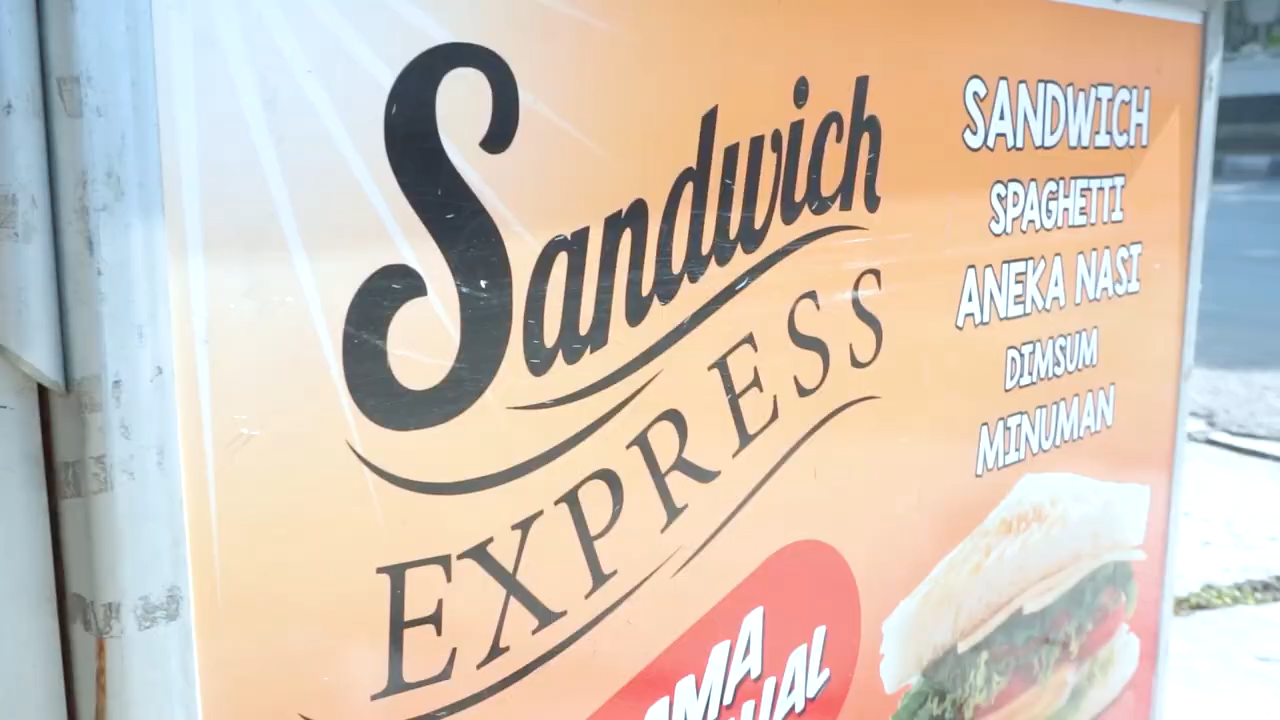 Sandwich
EXPRESS
SANDWICH
SPAGHETTI
ANEKA NASI
DIMSUM
MINUMAN